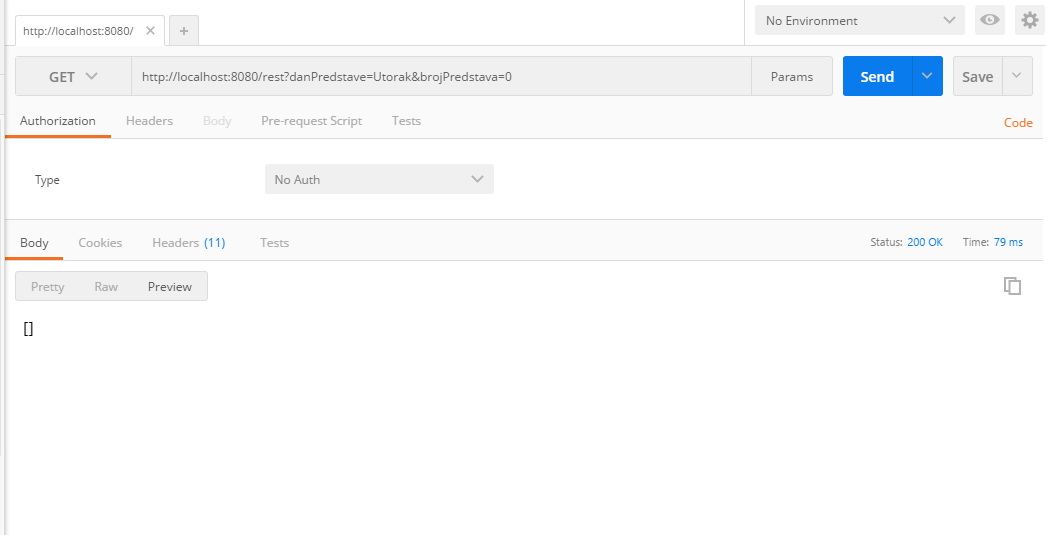 http://localhost:8080/ No Environment
GET http://localhost:8080/rest?danPredstave=Utorak&brojPredstava=0 Params Send Save
Authorization Headers Body Pre-request Script Tests Code
Type No Auth
Body Cookies Headers (11) Tests Status: 200 OK Time: 79 ms
Pretty Raw Preview
[]